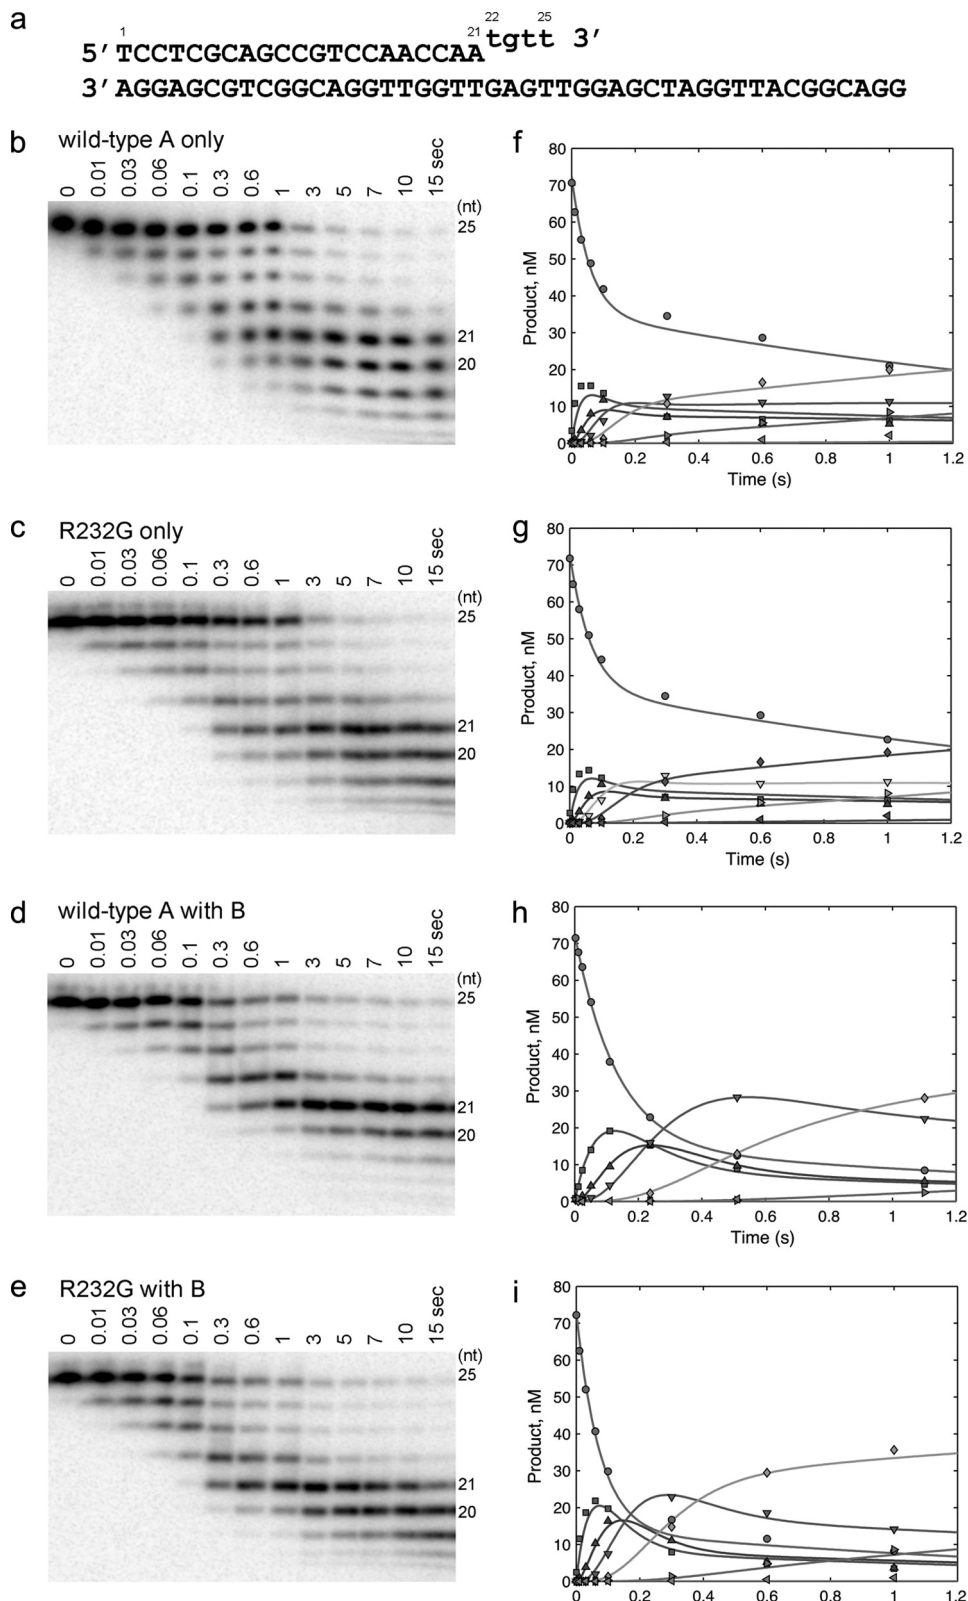 a
1 21 22 25
5’ TCCTCGCAGCCGTCCAACCAAtgtt 3’
3’ AGGAGCGTCGGCAGGTTGGTTGAGTTGGAGCTAGGTTACGGCAGG
b wild-type A only
0 0.01 0.03 0.06 0.1 0.3 0.6 1 3 5 7 10 15 sec
(nt)
25
21
20
f
80
70
60
50
40
30
20
10
0
Product, nM
0 0.2 0.4 0.6 0.8 1 1.2
Time (s)
c R232G only
0 0.01 0.03 0.06 0.1 0.3 0.6 1 3 5 7 10 15 sec
(nt)
25
21
20
g
80
70
60
50
40
30
20
10
0
Product, nM
0 0.2 0.4 0.6 0.8 1 1.2
Time (s)
d wild-type A with B
0 0.01 0.03 0.06 0.1 0.3 0.6 1 3 5 7 10 15 sec
(nt)
25
21
20
h
80
70
60
50
40
30
20
10
0
Product, nM
0 0.2 0.4 0.6 0.8 1 1.2
Time (s)
e R232G with B
0 0.01 0.03 0.06 0.1 0.3 0.6 1 3 5 7 10 15 sec
(nt)
25
21
20
i
80
70
60
50
40
30
20
10
0
Product, nM
0 0.2 0.4 0.6 0.8 1 1.2